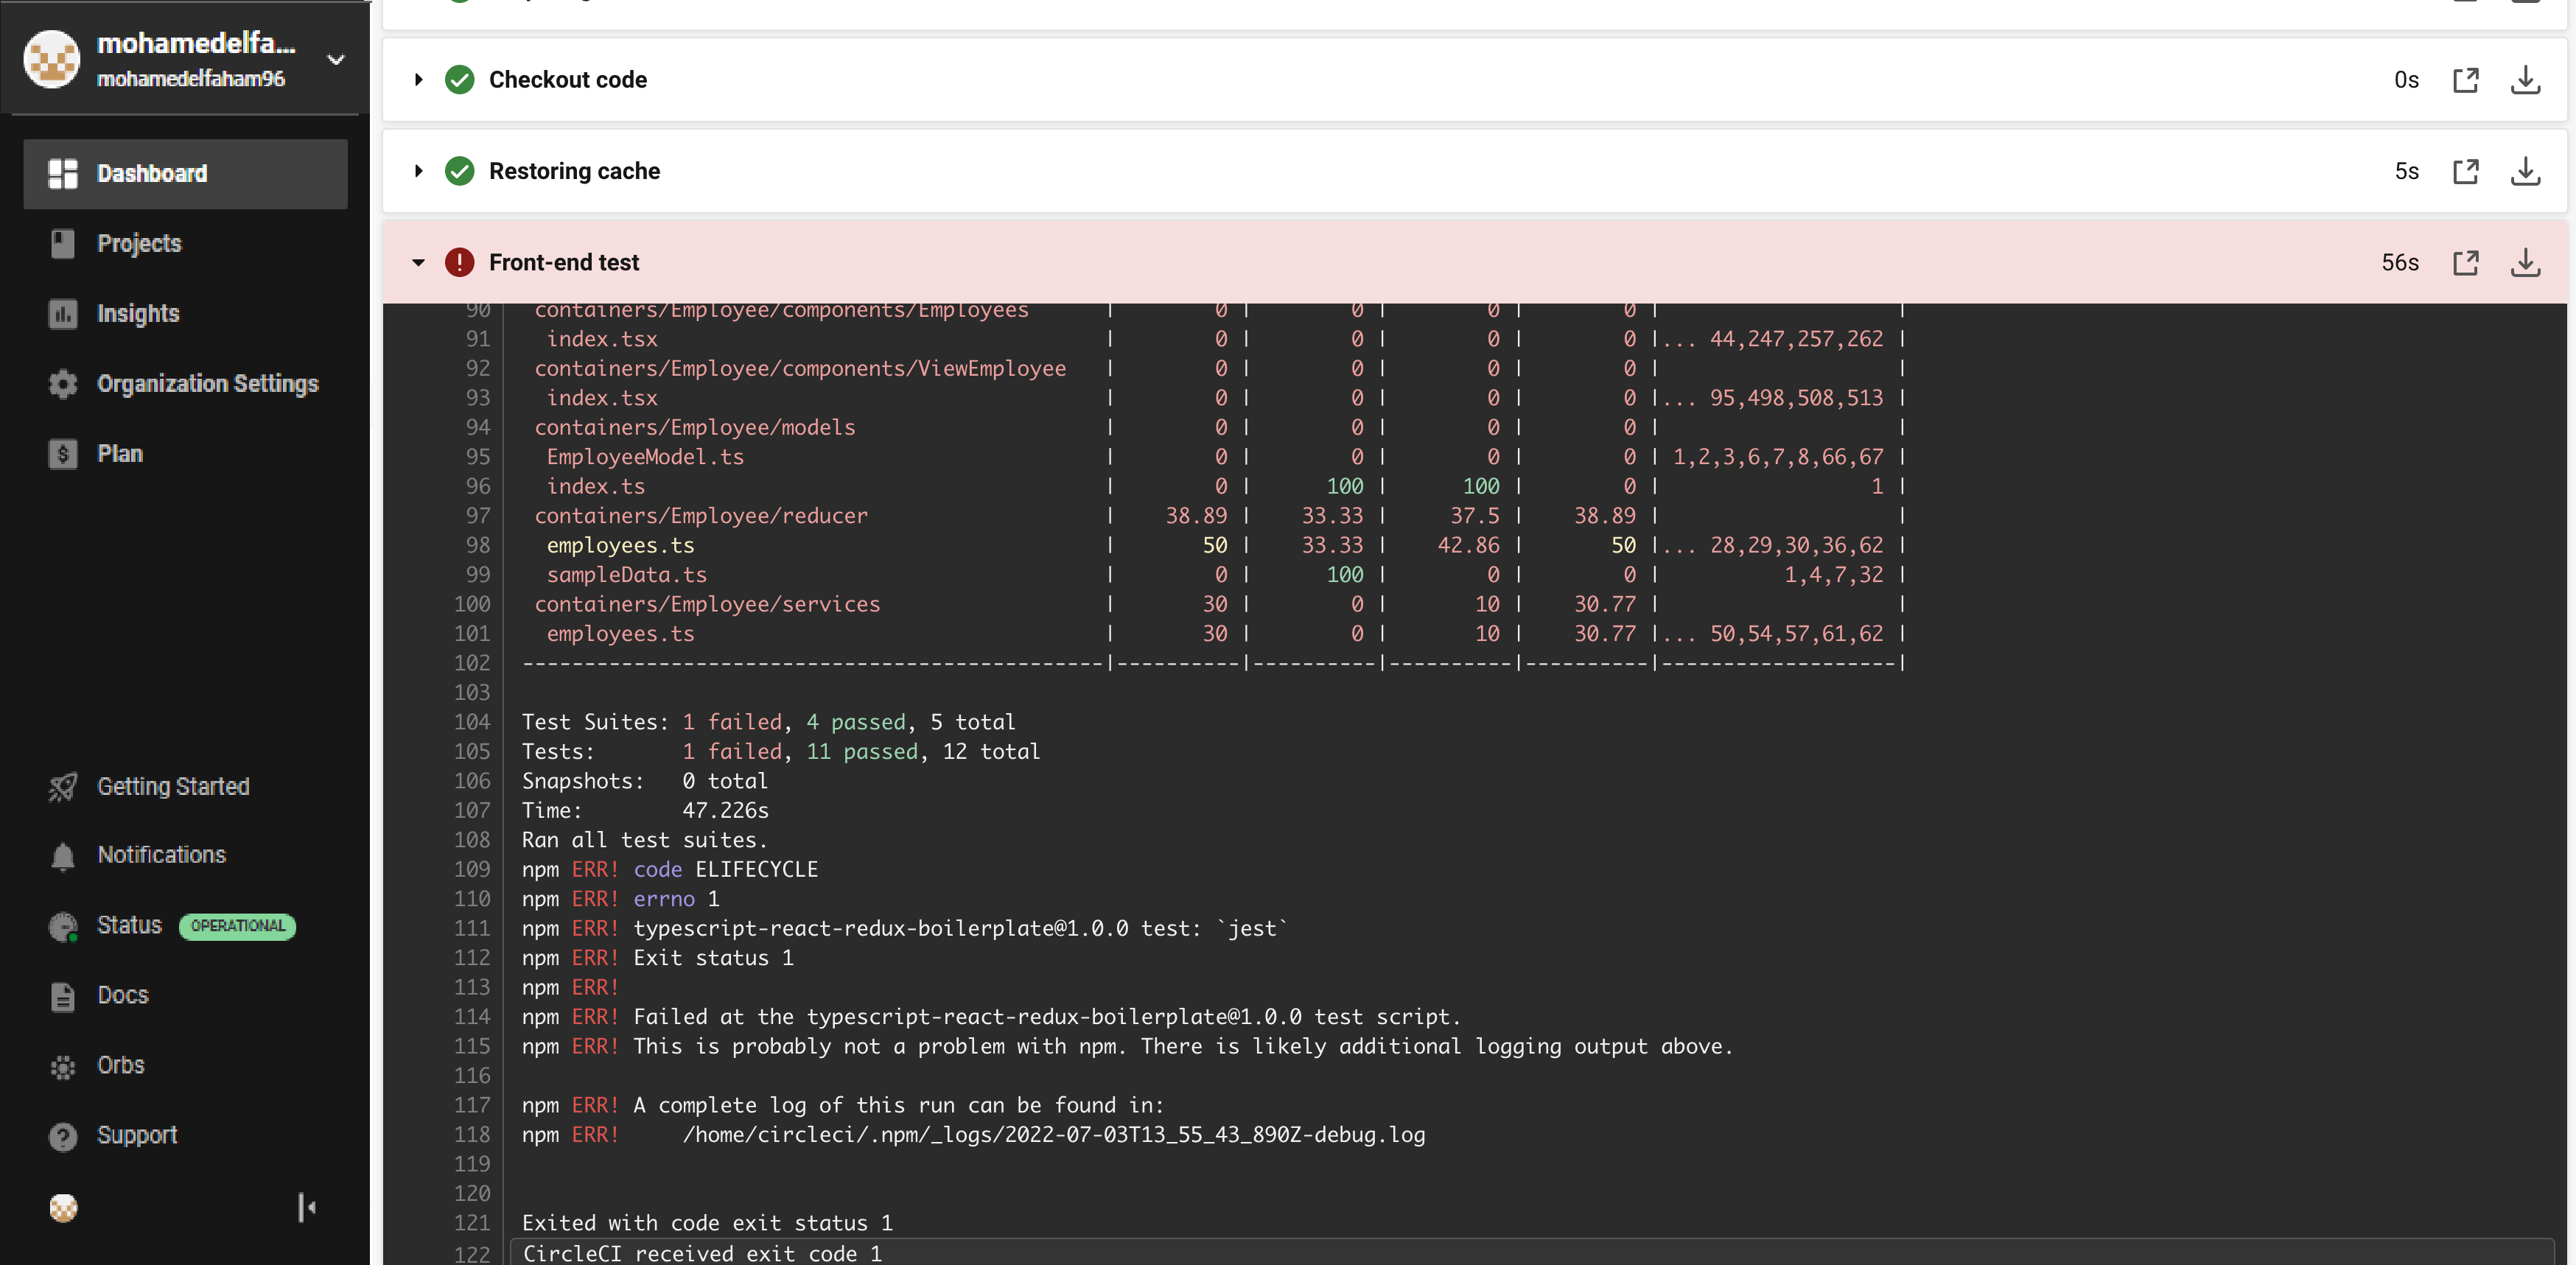 mohamedelfa...
mohamedelfaham96
Dashboard
Projects
Insights
Organization Settings
Plan
Getting Started
Notifications
Status OPERATIONAL
Docs
Orbs
Support
Checkout code 0s
Restoring cache 5s
Front-end test 56s
90 containers/Employee/components/Employees | 0 | 0 | 0 | 0 | |
91 index.tsx | 0 | 0 | 0 | 0 |... 44,247,257,262 |
92 containers/Employee/components/ViewEmployee | 0 | 0 | 0 | 0 | |
93 index.tsx | 0 | 0 | 0 | 0 |... 95,498,508,513 |
94 containers/Employee/models | 0 | 0 | 0 | 0 | |
95 EmployeeModel.ts | 0 | 0 | 0 | 0 | 1,2,3,6,7,8,66,67 |
96 index.ts | 0 | 100 | 100 | 0 | 1 |
97 containers/Employee/reducer | 38.89 | 33.33 | 37.5 | 38.89 | |
98 employees.ts | 50 | 33.33 | 42.86 | 50 |... 28,29,30,36,62 |
99 sampleData.ts | 0 | 100 | 0 | 0 | 1,4,7,32 |
100 containers/Employee/services | 30 | 0 | 10 | 30.77 | |
101 employees.ts | 30 | 0 | 10 | 30.77 |... 50,54,57,61,62 |
102 -----------------------------------------------|----------|----------|----------|----------|-------------------|
103
104 Test Suites: 1 failed, 4 passed, 5 total
105 Tests: 1 failed, 11 passed, 12 total
106 Snapshots: 0 total
107 Time: 47.226s
108 Ran all test suites.
109 npm ERR! code ELIFECYCLE
110 npm ERR! errno 1
111 npm ERR! typescript-react-redux-boilerplate@1.0.0 test: `jest`
112 npm ERR! Exit status 1
113 npm ERR!
114 npm ERR! Failed at the typescript-react-redux-boilerplate@1.0.0 test script.
115 npm ERR! This is probably not a problem with npm. There is likely additional logging output above.
116
117 npm ERR! A complete log of this run can be found in:
118 npm ERR! /home/circleci/.npm/_logs/2022-07-03T13_55_43_890Z-debug.log
119
120
121 Exited with code exit status 1
122 CircleCI received exit code 1